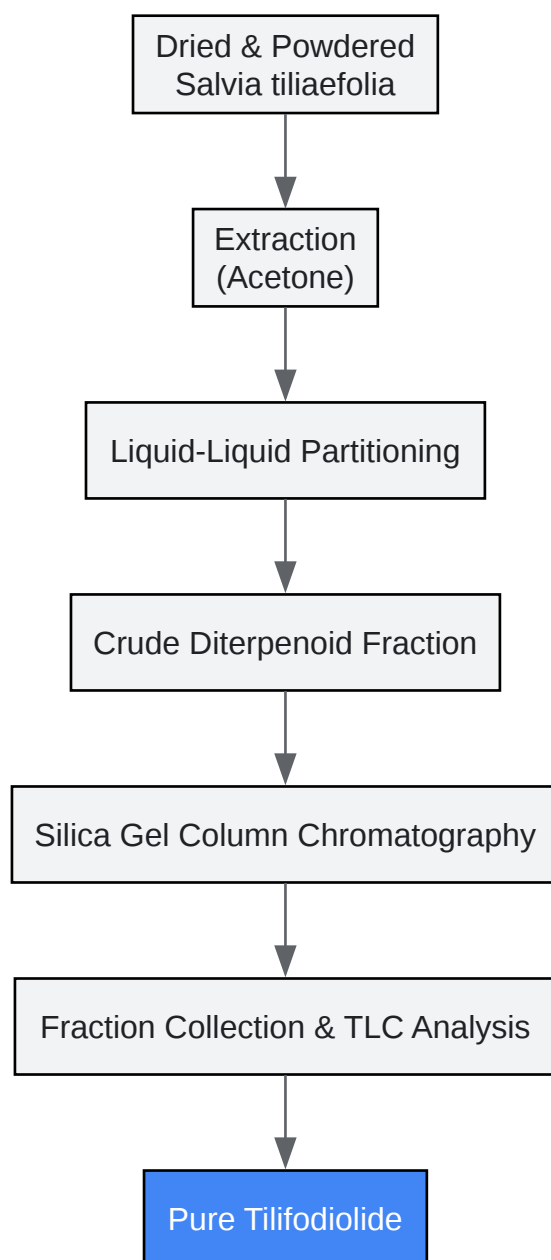 Dried & Powdered
Salvia tiliaefolia
Extraction
(Acetone)
Liquid-Liquid Partitioning
Crude Diterpenoid Fraction
Silica Gel Column Chromatography
Fraction Collection & TLC Analysis
Pure Tilifodiolide